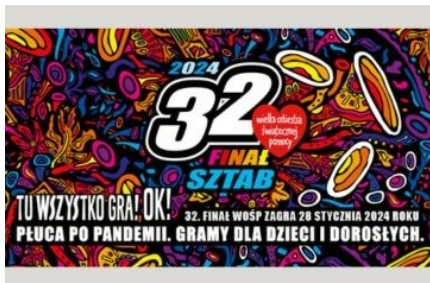 2024
32
wielka orkiestra
świątecznej
pomocy
FINAŁ
SZTAB
TU WSZYSTKO GRA! OK!
32. FINAŁ WOŚP ZAGRA 28 STYCZNIA 2024 ROKU
PŁUCA PO PANDEMII. GRAMY DLA DZIECI I DOROSŁYCH.